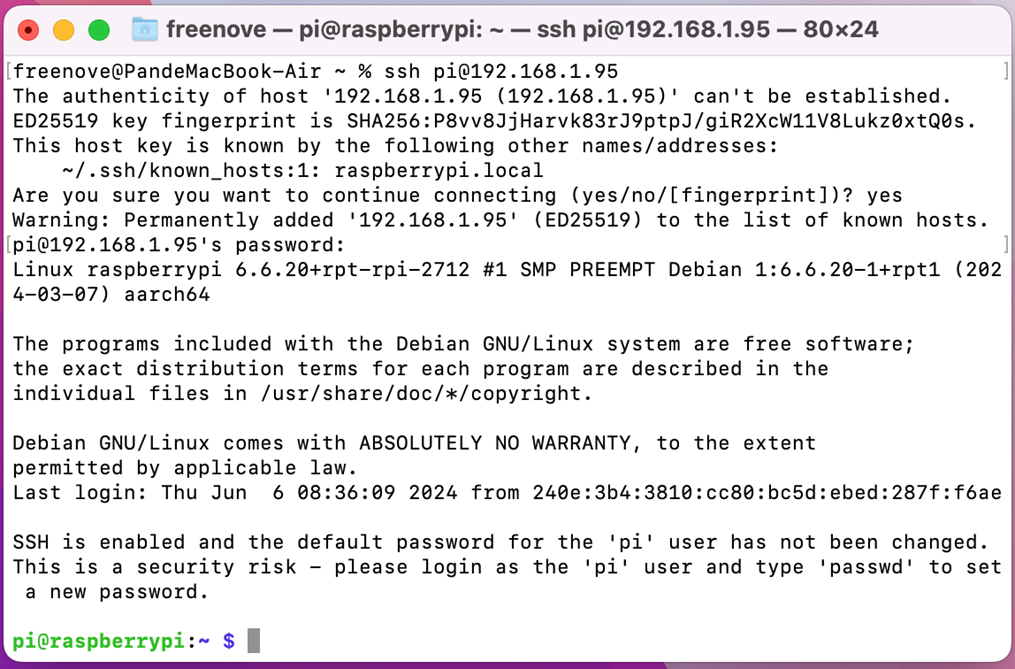 freenove — pi@raspberrypi: ~ — ssh pi@192.168.1.95 — 80×24
[freenove@PandeMacBook-Air ~ % ssh pi@192.168.1.95 ]
The authenticity of host '192.168.1.95 (192.168.1.95)' can't be established.
ED25519 key fingerprint is SHA256:P8vv8JjHarvk83rJ9ptpJ/giR2XcW11V8Lukz0xtQ0s.
This host key is known by the following other names/addresses:
    ~/.ssh/known_hosts:1: raspberrypi.local
Are you sure you want to continue connecting (yes/no/[fingerprint])? yes
Warning: Permanently added '192.168.1.95' (ED25519) to the list of known hosts.
[pi@192.168.1.95's password: ]
Linux raspberrypi 6.6.20+rpt-rpi-2712 #1 SMP PREEMPT Debian 1:6.6.20-1+rpt1 (202
4-03-07) aarch64

The programs included with the Debian GNU/Linux system are free software;
the exact distribution terms for each program are described in the
individual files in /usr/share/doc/*/copyright.

Debian GNU/Linux comes with ABSOLUTELY NO WARRANTY, to the extent
permitted by applicable law.
Last login: Thu Jun  6 08:36:09 2024 from 240e:3b4:3810:cc80:bc5d:ebed:287f:f6ae

SSH is enabled and the default password for the 'pi' user has not been changed.
This is a security risk - please login as the 'pi' user and type 'passwd' to set
 a new password.

pi@raspberrypi:~ $